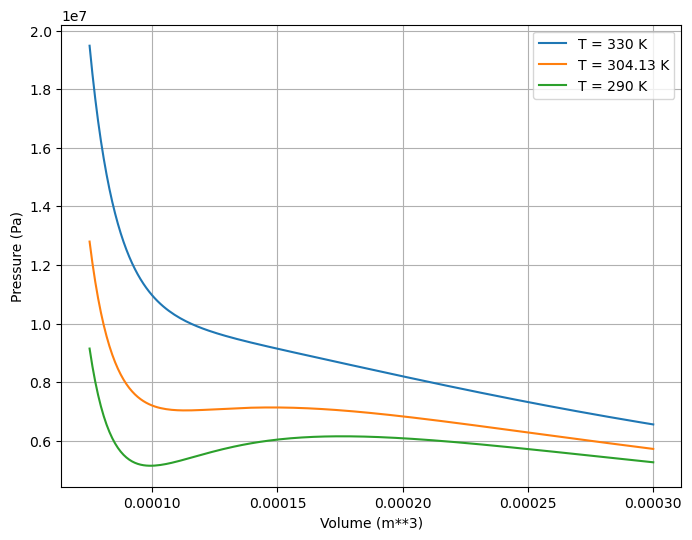 1e7
2.0
1.8
1.6
1.4
1.2
1.0
0.8
0.6
Pressure (Pa)
T = 330 K
T = 304.13 K
T = 290 K
0.00010
0.00015
0.00020
0.00025
0.00030
Volume (m**3)